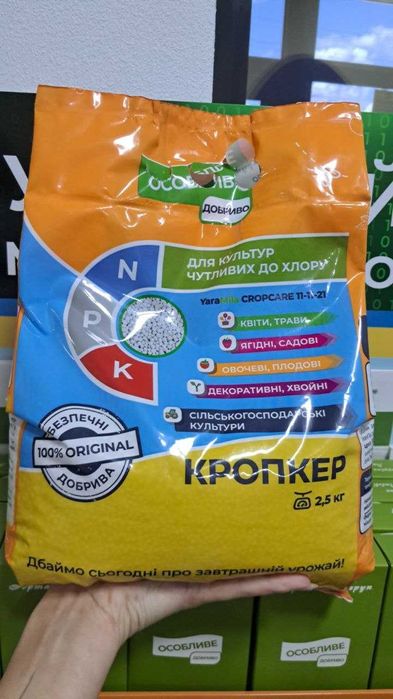 ОСОБЛИВЕ
ДОБРИВО
N
P
K
ДЛЯ КУЛЬТУР
ЧУТЛИВИХ ДО ХЛОРУ
YaraMila CROPCARE 11-11-21
КВІТИ, ТРАВИ
ЯГІДНІ, САДОВІ
ОВОЧЕВІ, ПЛОДОВІ
ДЕКОРАТИВНІ, ХВОЙНІ
СІЛЬСЬКОГОСПОДАРСЬКІ
КУЛЬТУРИ
БЕЗПЕЧНІ
100% ORIGINAL
ДОБРИВА
КРОПКЕР
2,5 КГ
Дбаймо сьогодні про завтрашній урожай!
ОСОБЛИВЕ
ДОБРИВО
ОСОБЛИВЕ
ДОБРИВО